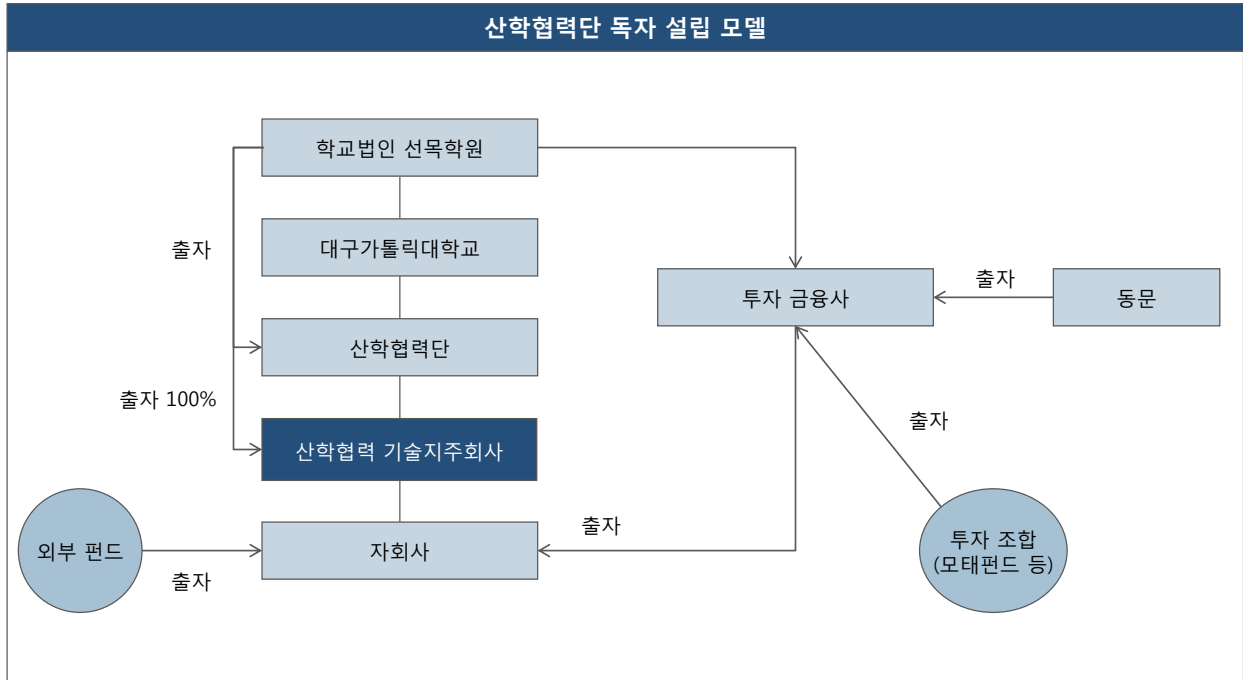 산학협력단 독자 설립 모델
학교법인 선목학원
출자
대구가톨릭대학교
투자 금융사
출자
동문
산학협력단
출자 100%
출자
산학협력 기술지주회사
외부 펀드
출자
자회사
출자
투자 조합
(모태펀드 등)